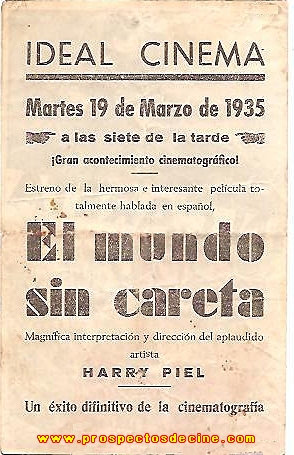 IDEAL CINEMA
Martes 19 de Marzo de 1935
a las siete de la tarde
¡Gran acontecimiento cinematográfico!
Estreno de la hermosa e interesante película to-
talmente hablada en español,
El mundo
sin careta
Magnífica interpretación y dirección del aplaudido
artista
HARRY PIEL
Un éxito difinitivo de la cinematografía
www.prospectosdecine.com